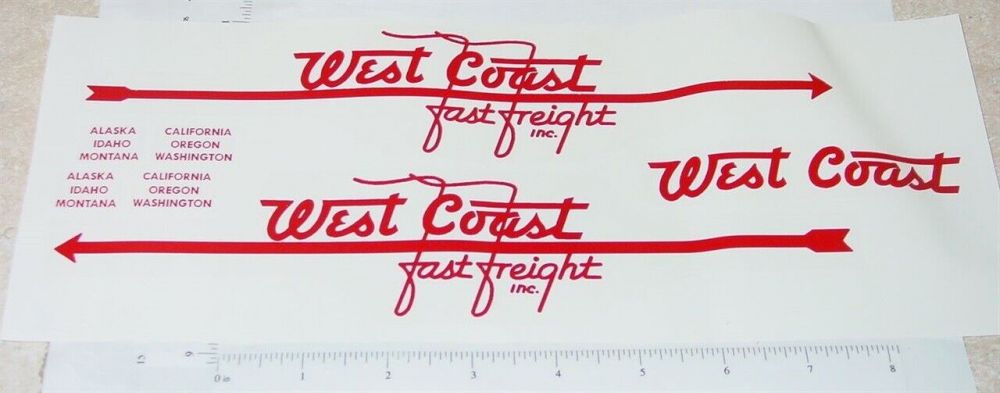 West Coast
fast freight
inc.
ALASKA CALIFORNIA
IDAHO OREGON
MONTANA WASHINGTON
West Coast
ALASKA CALIFORNIA
IDAHO OREGON
MONTANA WASHINGTON
West Coast
fast freight
inc.
0 1 2 3 4 5 6 7 8